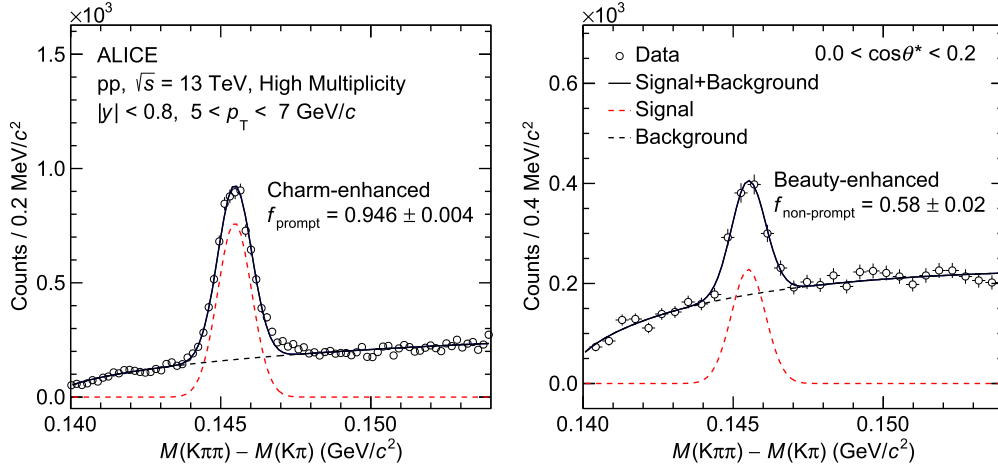 ×10³
1.5
1.0
0.5
0.0
0.140
0.145
0.150
Counts / 0.2 MeV/c²
M(Kππ) − M(Kπ) (GeV/c²)
ALICE
pp, √s = 13 TeV, High Multiplicity
|y| < 0.8, 5 < p_T < 7 GeV/c
Charm-enhanced
f_prompt = 0.946 ± 0.004
×10³
0.6
0.4
0.2
0.0
0.140
0.145
0.150
Counts / 0.4 MeV/c²
M(Kππ) − M(Kπ) (GeV/c²)
Data
Signal+Background
Signal
Background
0.0 < cosθ* < 0.2
Beauty-enhanced
f_non-prompt = 0.58 ± 0.02